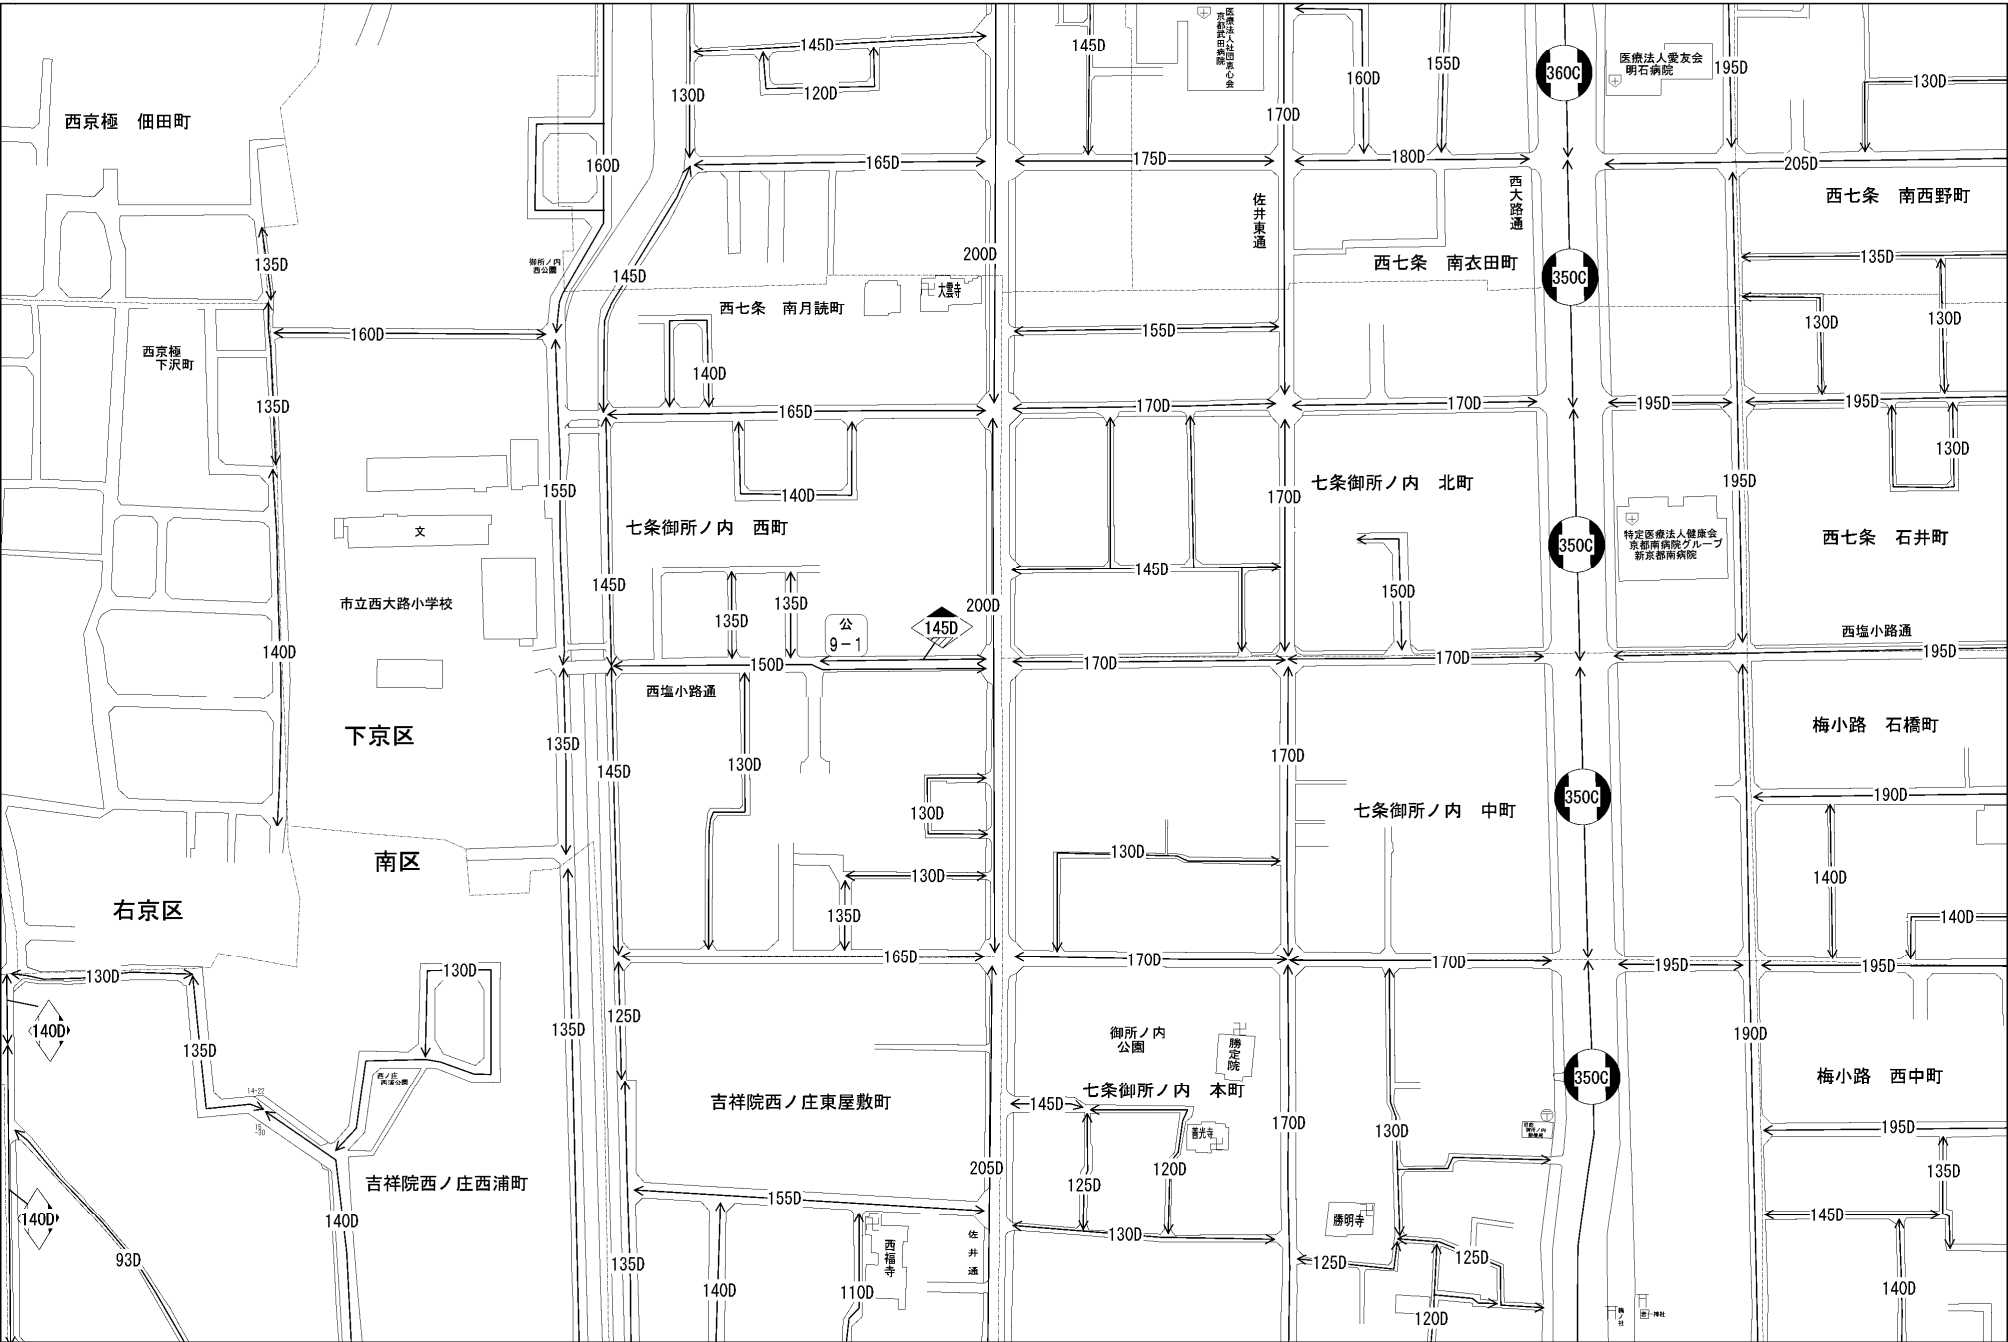 145D
120D
130D
145D
医療法人社団恵心会
京都武田病院
170D
160D
155D
360C
医療法人愛友会
明石病院
195D
130D
西京極 佃田町
160D
165D
175D
180D
205D
西七条 南西野町
西大路通
佐井東通
135D
御所ノ内
西公園
145D
200D
西七条 南衣田町
350C
135D
大雲寺
西七条 南月読町
160D
155D
130D
130D
西京極
下沢町
140D
135D
165D
170D
170D
195D
195D
130D
155D
140D
170D
七条御所ノ内 北町
195D
文
七条御所ノ内 西町
350C
特定医療法人健康会
京都南病院グループ
新京都南病院
西七条 石井町
145D
145D
150D
市立西大路小学校
135D
135D
公
9-1
145D
200D
西塩小路通
140D
150D
170D
170D
195D
西塩小路通
下京区
135D
145D
130D
170D
梅小路 石橋町
350C
190D
130D
七条御所ノ内 中町
南区
130D
130D
140D
右京区
135D
140D
130D
130D
165D
170D
170D
195D
195D
140D
135D
135D
125D
御所ノ内
公園
勝定院
190D
14-22
15
-30
西ノ庄
西浦公園
350C
梅小路 西中町
吉祥院西ノ庄東屋敷町
七条御所ノ内 本町
145D
170D
130D
195D
善光寺
205D
125D
120D
135D
吉祥院西ノ庄西浦町
155D
140D
140D
勝明寺
145D
93D
135D
140D
110D
西福寺
佐井通
130D
125D
125D
120D
140D